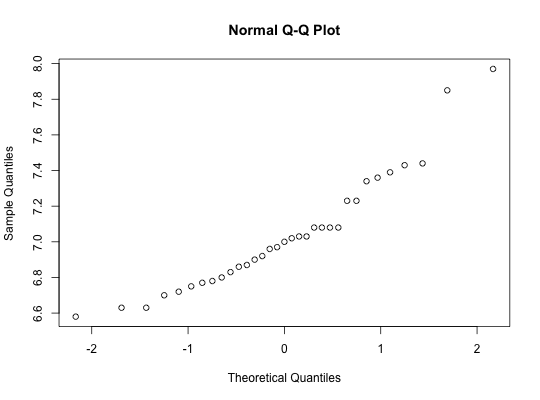 Normal Q-Q Plot
8.0
7.8
7.6
7.4
7.2
7.0
6.8
6.6
Sample Quantiles
-2 -1 0 1 2
Theoretical Quantiles